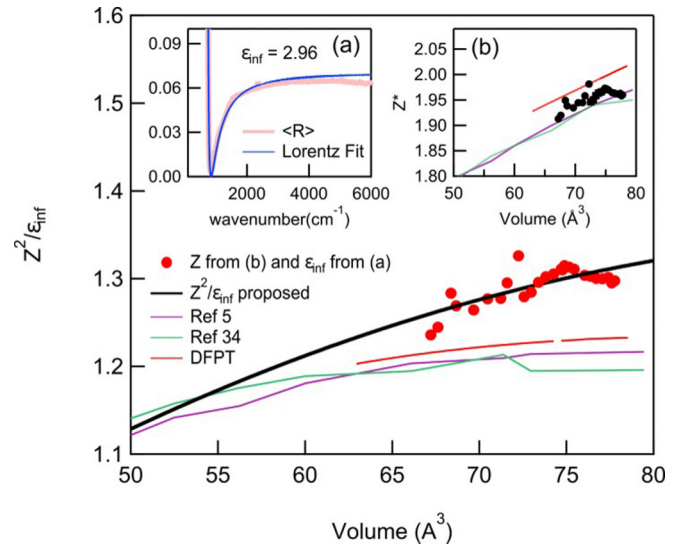 (a)
ε_inf = 2.96
0.09
0.06
0.03
0.00
<R>
Lorentz Fit
2000 4000 6000
wavenumber(cm⁻¹)
(b)
Z*
2.05
2.00
1.95
1.90
1.85
1.80
50 60 70 80
Volume (Å³)
Z²/ε_inf
1.6
1.5
1.4
1.3
1.2
1.1
Z from (b) and ε_inf from (a)
Z²/ε_inf proposed
Ref 5
Ref 34
DFPT
50 55 60 65 70 75 80
Volume (A³)